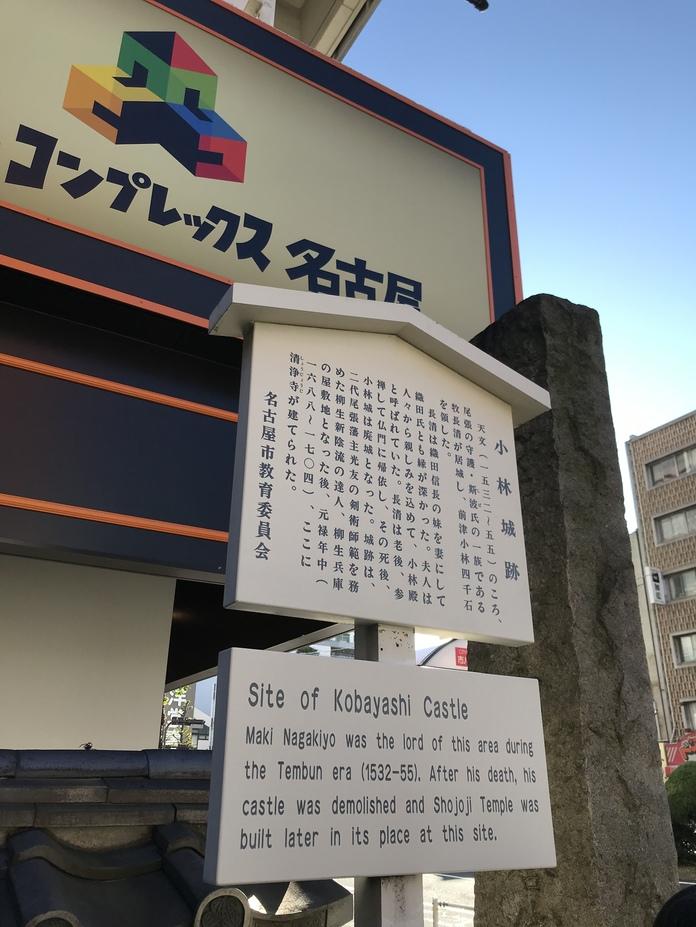 コンプレックス 名古屋
小林城跡
天文（一五三二～五五）のころ、
尾張の守護・斯波氏の一族である
牧長清が居城し、前津小林四千石
を領した。
長清は織田信長の妹を妻にして
織田氏とも縁が深かった。夫人は
人々から親しみを込めて、小林殿
と呼ばれていた。長清は老後、参
禅して仏門に帰依し、その死後、
小林城は廃城となった。城跡は、
二代尾張藩主光友の剣術師範を務
めた柳生新陰流の達人、柳生兵庫
の屋敷地となった後、元禄年中（
一六八八～一七〇四）、ここに
清浄寺が建てられた。
しょうじょうじ
名古屋市教育委員会
Site of Kobayashi Castle
Maki Nagakiyo was the lord of this area during
the Tembun era (1532–55). After his death, his
castle was demolished and Shojoji Temple was
built later in its place at this site.
洋堂